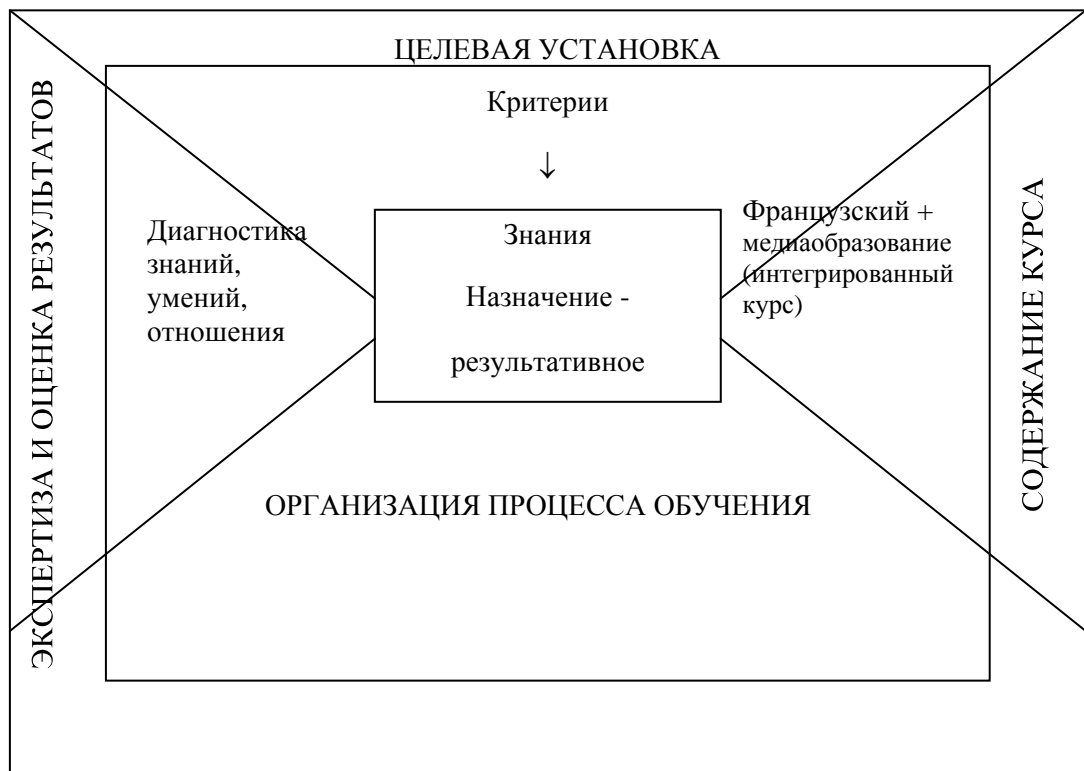 ЦЕЛЕВАЯ УСТАНОВКА
Критерии
↓
ЭКСПЕРТИЗА И ОЦЕНКА РЕЗУЛЬТАТОВ
Диагностика
знаний,
умений,
отношения
Знания
Назначение -
результативное
Французский +
медиаобразование
(интегрированный
курс)
СОДЕРЖАНИЕ КУРСА
ОРГАНИЗАЦИЯ ПРОЦЕССА ОБУЧЕНИЯ